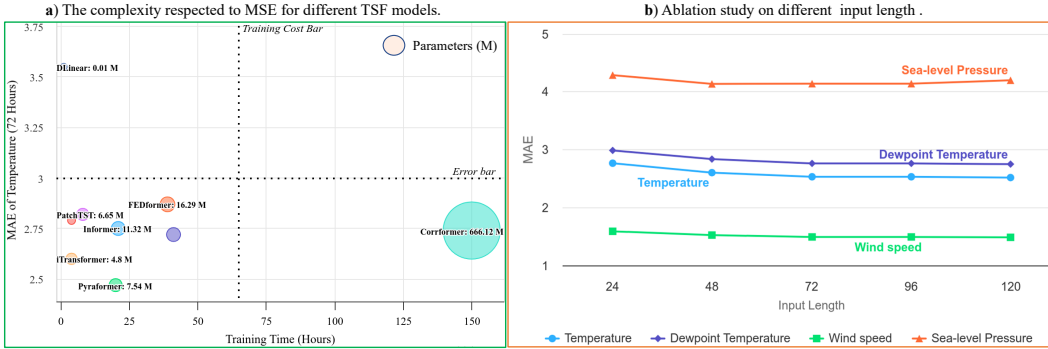 a) The complexity respected to MSE for different TSF models.
3.75
3.5
3.25
3
2.75
2.5
MAE of Temperature (72 Hours)
Training Cost Bar
Parameters (M)
DLinear: 0.01 M
Error bar
FEDformer: 16.29 M
PatchTST: 6.65 M
Informer: 11.32 M
Corrformer: 666.12 M
iTransformer: 4.8 M
Pyraformer: 7.54 M
0 25 50 75 100 125 150
Training Time (Hours)
b) Ablation study on different input length .
5
4
3
2
1
MAE
Sea-level Pressure
Dewpoint Temperature
Temperature
Wind speed
24 48 72 96 120
Input Length
Temperature Dewpoint Temperature Wind speed Sea-level Pressure